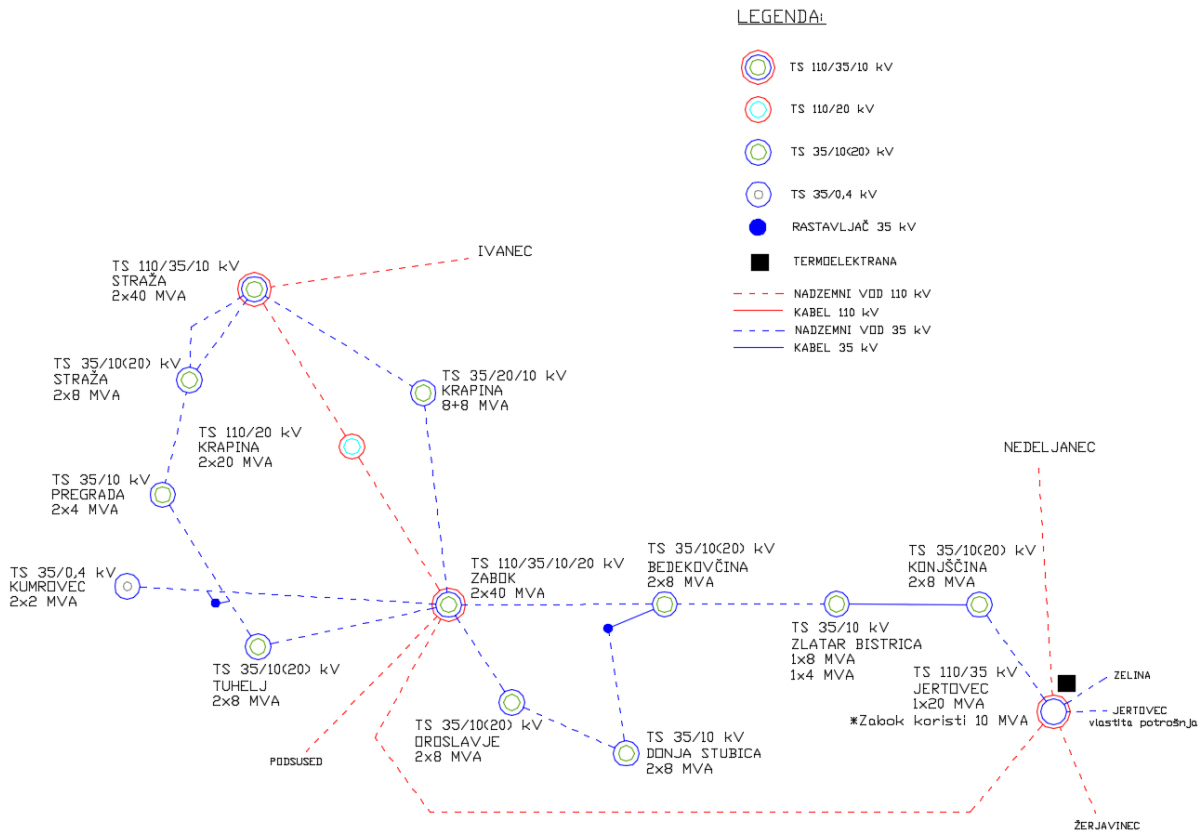 LEGENDA:
TS 110/35/10 kV
TS 110/20 kV
TS 35/10(20) kV
TS 35/0,4 kV
RASTAVLJAČ 35 kV
TERMOELEKTRANA
NADZEMNI VOD 110 kV
KABEL 110 kV
NADZEMNI VOD 35 kV
KABEL 35 kV
IVANEC
TS 110/35/10 kV
STRAŽA
2x40 MVA
TS 35/10(20) kV
STRAŽA
2x8 MVA
TS 35/20/10 kV
KRAPINA
8+8 MVA
TS 110/20 kV
KRAPINA
2x20 MVA
TS 35/10 kV
PREGRADA
2x4 MVA
NEDELJANEC
TS 35/0,4 kV
KUMROVEC
2x2 MVA
TS 110/35/10/20 kV
ZABOK
2x40 MVA
TS 35/10(20) kV
BEDEKOVČINA
2x8 MVA
TS 35/10(20) kV
KONJŠČINA
2x8 MVA
TS 35/10 kV
ZLATAR BISTRICA
1x8 MVA
1x4 MVA
TS 35/10(20) kV
TUHELJ
2x8 MVA
TS 110/35 kV
JERTOVEC
1x20 MVA
*Zabok koristi 10 MVA
ZELINA
JERTOVEC
vlastita potrošnja
TS 35/10(20) kV
OROSLAVJE
2x8 MVA
TS 35/10 kV
DONJA STUBICA
2x8 MVA
PODSUSED
ŽERJAVINEC